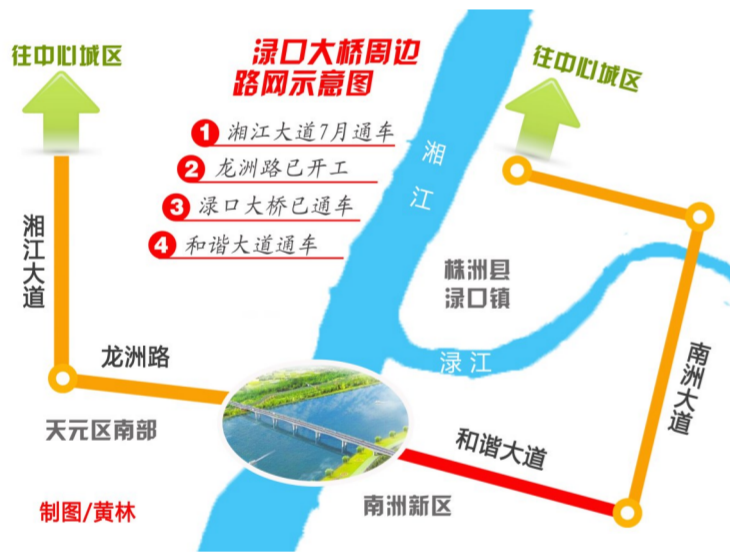 渌口大桥周边
路网示意图
1 湘江大道7月通车
2 龙洲路已开工
3 渌口大桥已通车
4 和谐大道通车
往中心城区
往中心城区
湘江
湘江大道
株洲县
渌口镇
渌江
龙洲路
南洲大道
天元区南部
和谐大道
南洲新区
制图/黄林